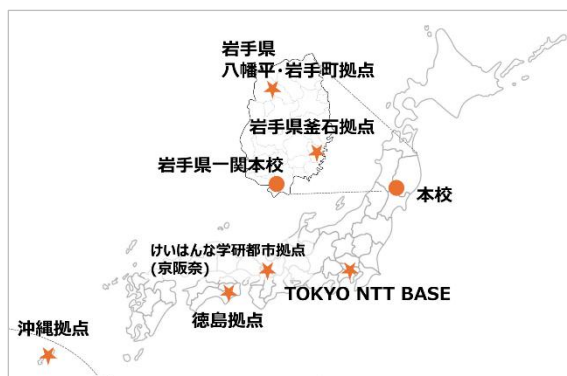 岩手県
八幡平・岩手町拠点
岩手県釜石拠点
岩手県一関本校
本校
けいはんな学研都市拠点
(京阪奈)
TOKYO NTT BASE
徳島拠点
沖縄拠点